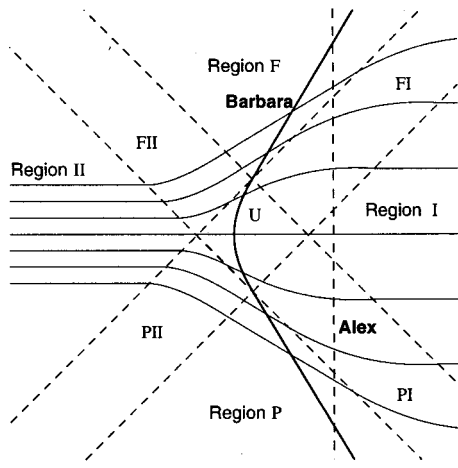 Region F
FI
Barbara
FII
Region II
U
Region I
Alex
PII
PI
Region P